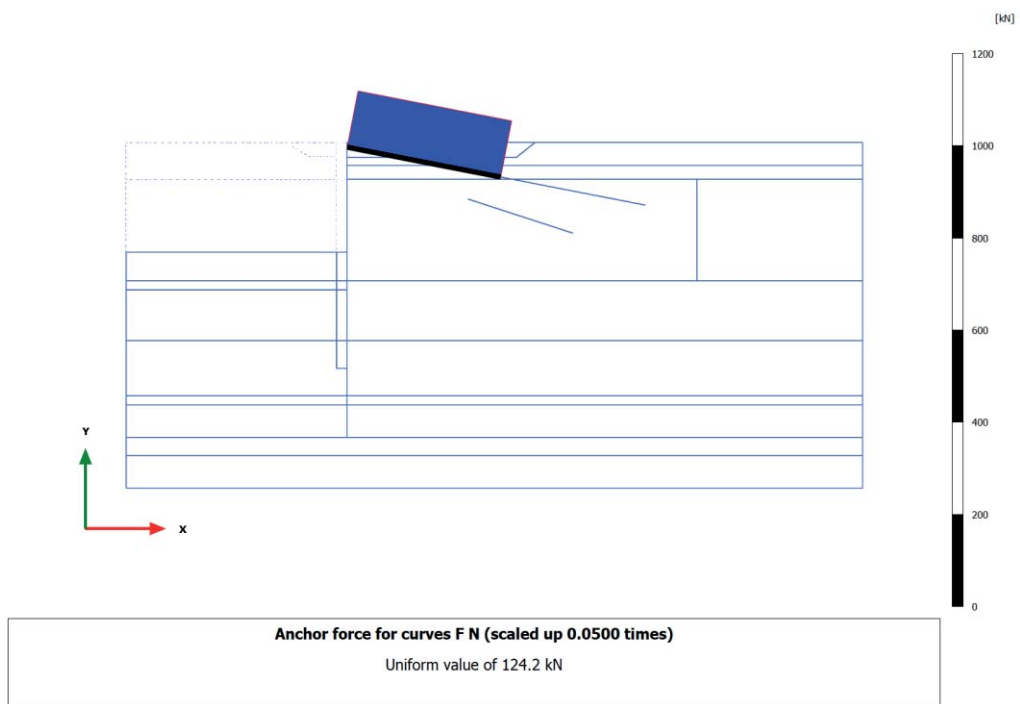 [kN]
1200
1000
800
600
400
200
0
Y
X
Anchor force for curves F N (scaled up 0.0500 times)
Uniform value of 124.2 kN